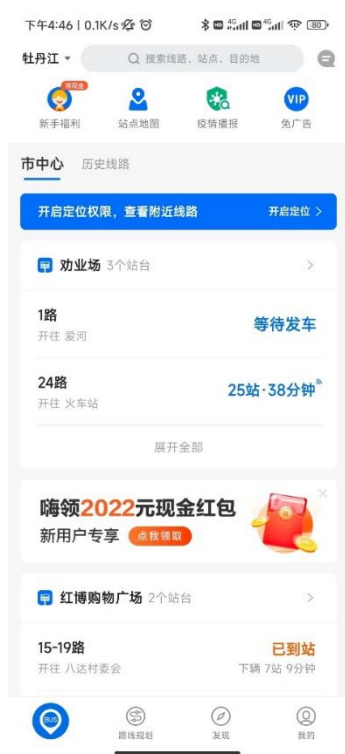 下午4:46 | 0.1K/s
4G 4G 80
牡丹江
搜索线路、站点、目的地
领现金
VIP
新手福利 站点地图 疫情播报 免广告
市中心 历史线路
开启定位权限，查看附近线路 开启定位 >
劝业场 3个站台 >
1路
等待发车
开往 爱河
24路
25站·38分钟
开往 火车站
展开全部
嗨领2022元现金红包
新用户专享 点我领取
红博购物广场 2个站台 >
15-19路 已到站
开往 八达村委会 下辆 7站 9分钟
BUS
路线规划 发现 我的